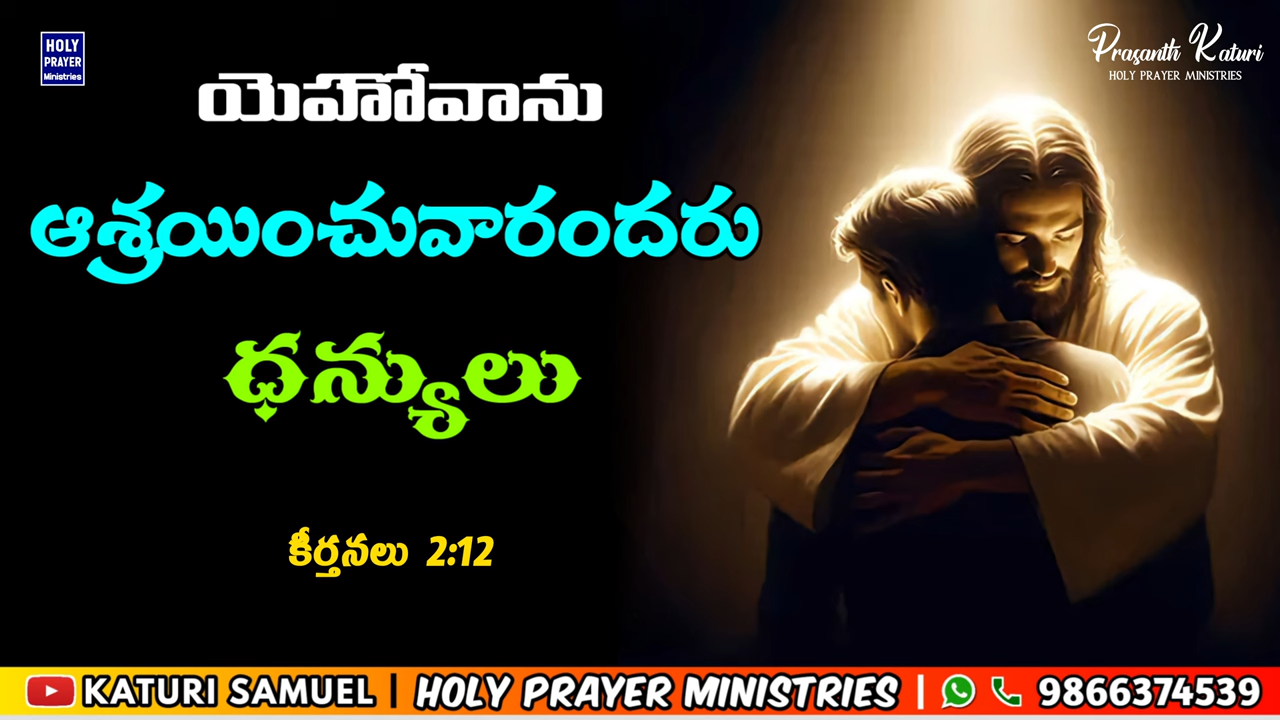 HOLY
PRAYER
Ministries
Prasanth Katuri
HOLY PRAYER MINISTRIES
యెహోవాను
ఆశ్రయించువారందరు
ధన్యులు
కీర్తనలు 2:12
KATURI SAMUEL | HOLY PRAYER MINISTRIES | 9866374539